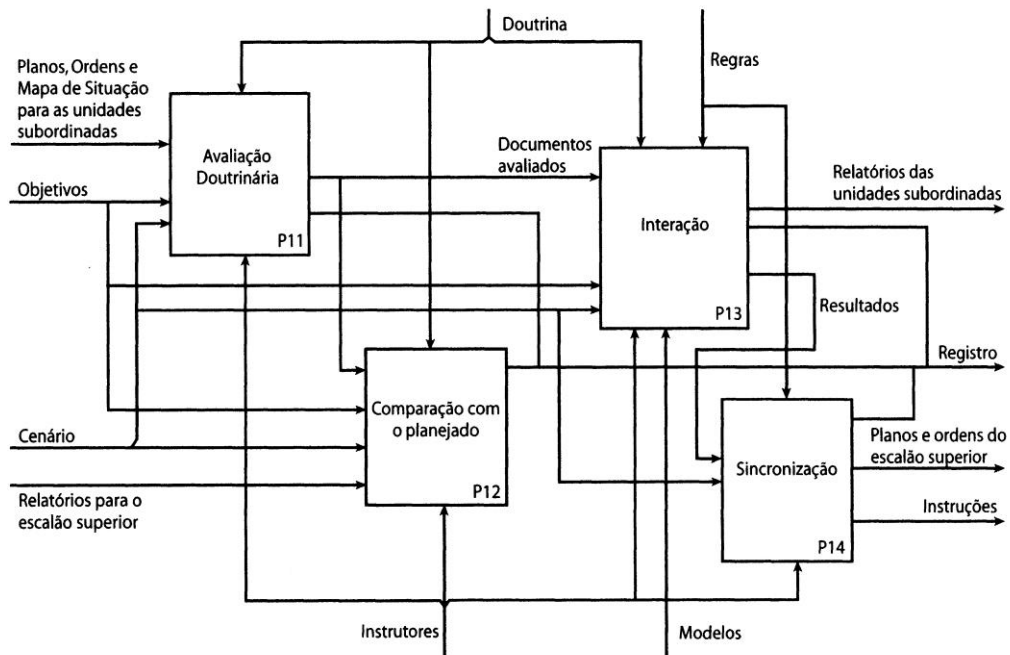 Doutrina
Regras
Planos, Ordens e
Mapa de Situação
para as unidades
subordinadas
Avaliação
Doutrinária
P11
Objetivos
Documentos
avaliados
Interação
P13
Relatórios das
unidades subordinadas
Resultados
Registro
Comparação com
o planejado
P12
Cenário
Relatórios para o
escalão superior
Sincronização
P14
Planos e ordens do
escalão superior
Instruções
Instrutores
Modelos